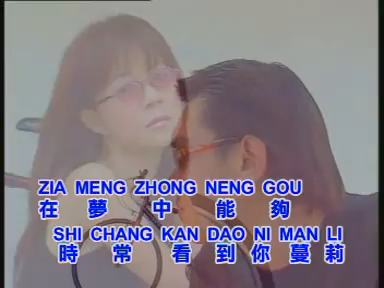 ZIA MENG ZHONG NENG GOU
在 夢 中 能 夠
SHI CHANG KAN DAO NI MAN LI
時 常 看 到 你 蔓 莉